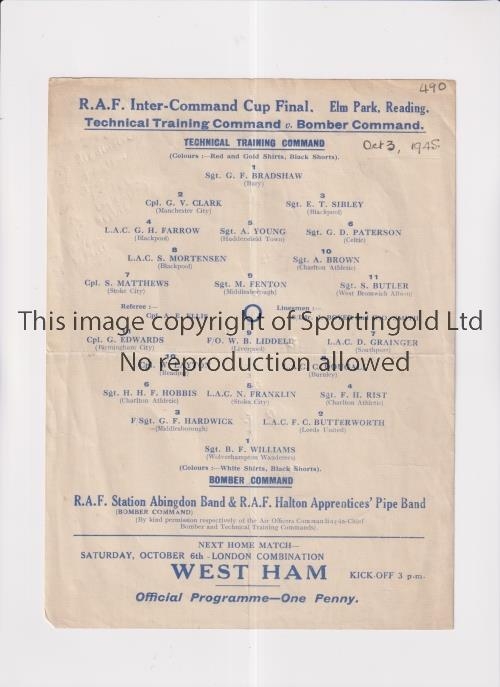 490
R.A.F. Inter-Command Cup Final. Elm Park, Reading.
Technical Training Command v. Bomber Command.
TECHNICAL TRAINING COMMAND
Oct 3, 1945
(Colours :—Red and Gold Shirts, Black Shorts).
1
Sgt. G. F. BRADSHAW
(Bury)
2 3
Cpl. G. V. CLARK Sgt. E. T. SIBLEY
(Manchester City) (Blackpool)
4 5 6
L.A.C. G. H. FARROW Sgt. A. YOUNG Sgt. G. D. PATERSON
(Blackpool) (Huddersfield Town) (Celtic)
8 10
L.A.C. S. MORTENSEN Sgt. A. BROWN
(Blackpool) (Charlton Athletic)
7 9 11
Cpl. S. MATTHEWS Sgt. M. FENTON Sgt. S. BUTLER
(Stoke City) (Middlesbrough) (West Bromwich Albion)
Referee :— Linesmen :—
Cpl. A. E. ELLIS
This image copyright of Sportingold Ltd
9 7
Cpl. G. EDWARDS F/O. W. B. LIDDELL L.A.C. D. GRAINGER
(Birmingham City) (Liverpool) (Southport)
No reproduction allowed
(Reading) (Burnley)
6 5 4
Sgt. H. H. F. HOBBIS L.A.C. N. FRANKLIN Sgt. F. H. RIST
(Charlton Athletic) (Stoke City) (Charlton Athletic)
3 2
F/Sgt. G. F. HARDWICK L.A.C. F. C. BUTTERWORTH
(Middlesborough) (Leeds United)
1
Sgt. B. F. WILLIAMS
(Wolverhampton Wanderers)
(Colours :—White Shirts, Black Shorts).
BOMBER COMMAND
R.A.F. Station Abingdon Band & R.A.F. Halton Apprentices' Pipe Band
(BOMBER COMMAND)
(By kind permission respectively of the Air Officers Commanding-in-Chief
Bomber and Technical Training Commands).
NEXT HOME MATCH—
SATURDAY, OCTOBER 6th—LONDON COMBINATION
WEST HAM KICK-OFF 3 p.m.
Official Programme—One Penny.